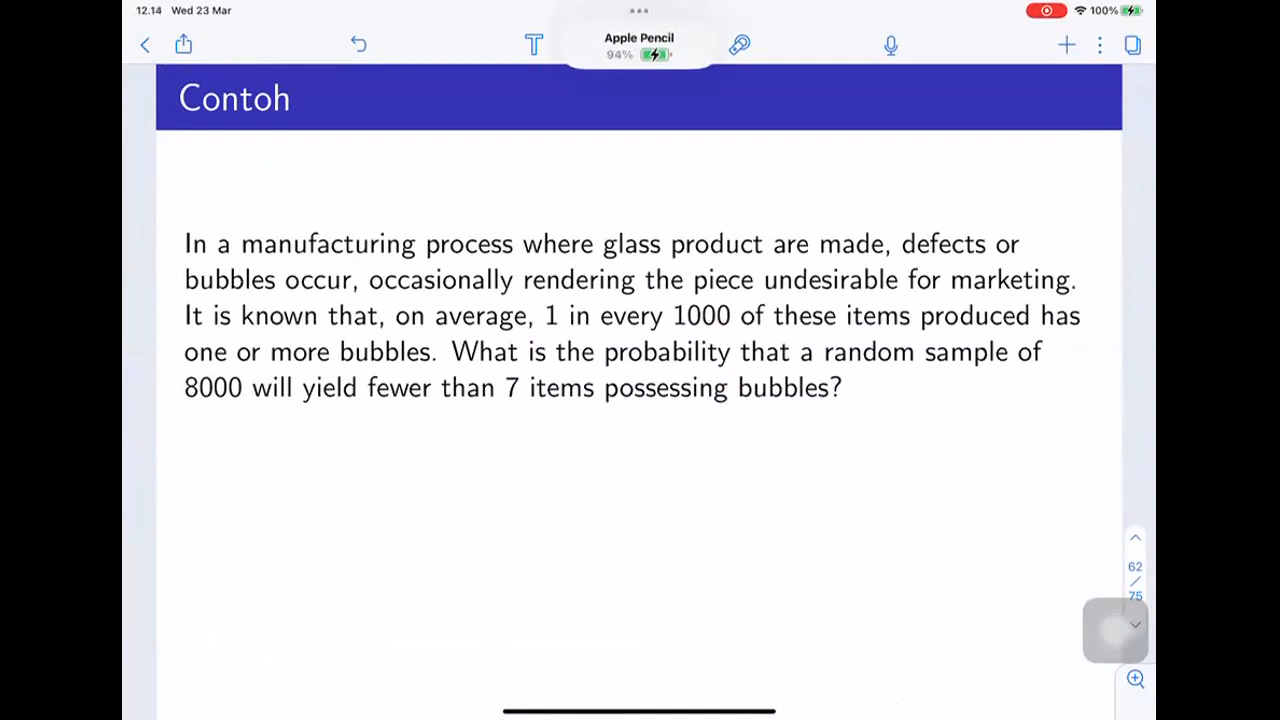 12.14 Wed 23 Mar
100%
Apple Pencil
94%
Contoh
In a manufacturing process where glass product are made, defects or
bubbles occur, occasionally rendering the piece undesirable for marketing.
It is known that, on average, 1 in every 1000 of these items produced has
one or more bubbles. What is the probability that a random sample of
8000 will yield fewer than 7 items possessing bubbles?
62
/
75